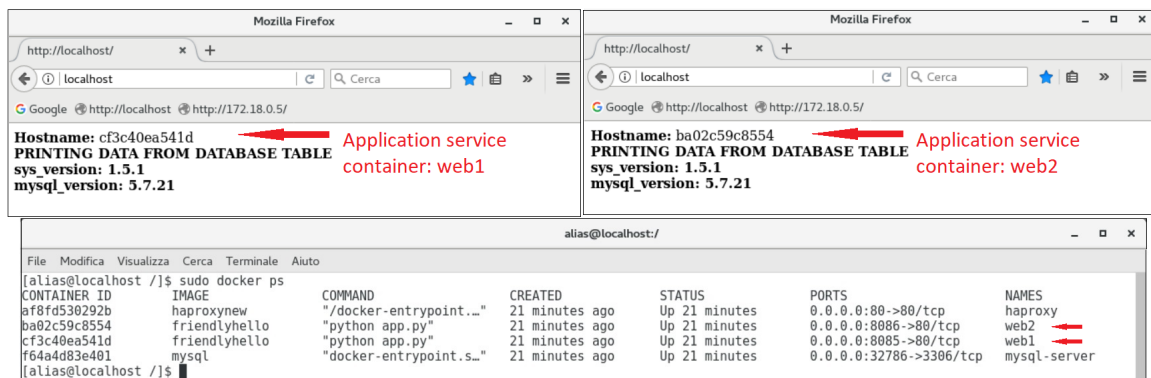 Mozilla Firefox
http://localhost/ × +
localhost Cerca »
Google http://localhost http://172.18.0.5/
Hostname: cf3c40ea541d
PRINTING DATA FROM DATABASE TABLE
sys_version: 1.5.1
mysql_version: 5.7.21
Application service
container: web1
Mozilla Firefox
http://localhost/ × +
localhost Cerca »
Google http://localhost http://172.18.0.5/
Hostname: ba02c59c8554
PRINTING DATA FROM DATABASE TABLE
sys_version: 1.5.1
mysql_version: 5.7.21
Application service
container: web2
alias@localhost:/
File Modifica Visualizza Cerca Terminale Aiuto
[alias@localhost /]$ sudo docker ps
CONTAINER ID IMAGE COMMAND CREATED STATUS PORTS NAMES
af8fd530292b haproxynew "/docker-entrypoint.…" 21 minutes ago Up 21 minutes 0.0.0.0:80->80/tcp haproxy
ba02c59c8554 friendlyhello "python app.py" 21 minutes ago Up 21 minutes 0.0.0.0:8086->80/tcp web2
cf3c40ea541d friendlyhello "python app.py" 21 minutes ago Up 21 minutes 0.0.0.0:8085->80/tcp web1
f64a4d83e401 mysql "docker-entrypoint.s…" 21 minutes ago Up 21 minutes 0.0.0.0:32786->3306/tcp mysql-server
[alias@localhost /]$